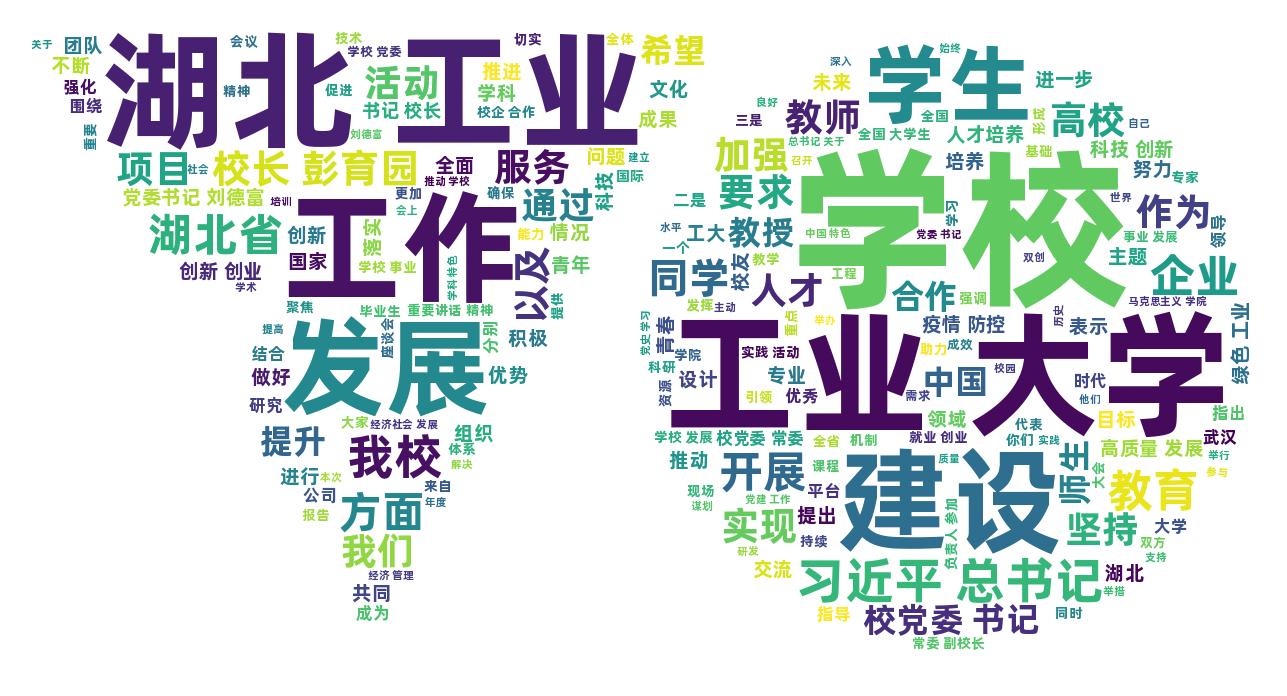 关于
团队
湖北 工业
会议
技术
学校 党委
切实
全体
希望
不断
强化
围绕
重要
精神
促进
活动
书记 校长
刘德富
推进
学科
校企 合作
文化
成果
项目
社会
校长 彭育园
全面
推动 学校
服务
问题
建立
国际
科技
党委书记 刘德富
培训
更加
会上
确保
通过
湖北省
创新
国家
工作
落实
学校 事业
学科特色
能力
情况
以及
青年
提供
创新 创业
学术
聚焦
毕业生
重要讲话 精神
提高
发展
座谈会
分别
积极
结合
做好
研究
优势
大家
经济社会 发展
提升
我校
组织
体系
解决
进行
本次
公司
来自
年度
报告
方面
我们
经济 管理
共同
成为
始终
深入
未来
学生
进一步
良好
三是
教师
全国
全国 大学生
人才培养
形成
高校
自己
总书记 关于
召开
加强
培养
基础
科技 创新
努力
专家
要求
二是
学校
世界
作为
领导
水平
工大
教授
一个
中国 特色
党委 书记
学习
双创
事业 发展
主题
同学
校友
教学
人才
工程
企业
发挥
主动
合作
强调
马克思主义 学院
党史 学习
青春
重点
举办
疫情 防控
历史
表示
绿色 工业
工业 大学
学院
实践 活动
助力
成效
科研
资源
设计
专业
优秀
引领
中国
校园
时代
他们
需求
领域
代表
目标
指出
学校 发展
校党委 常委
全省
机制
就业 创业
你们
实践
高质量 发展
武汉
举行
推动
开展
课程
质量
建设
师生
大会
参与
教育
现场
谋划
党建 工作
平台
实现
提出
持续
负责人 参加
坚持
大学
双方
支持
研发
交流
习近平 总书记
湖北
举措
指导
校党委 书记
同时
常委 副校长